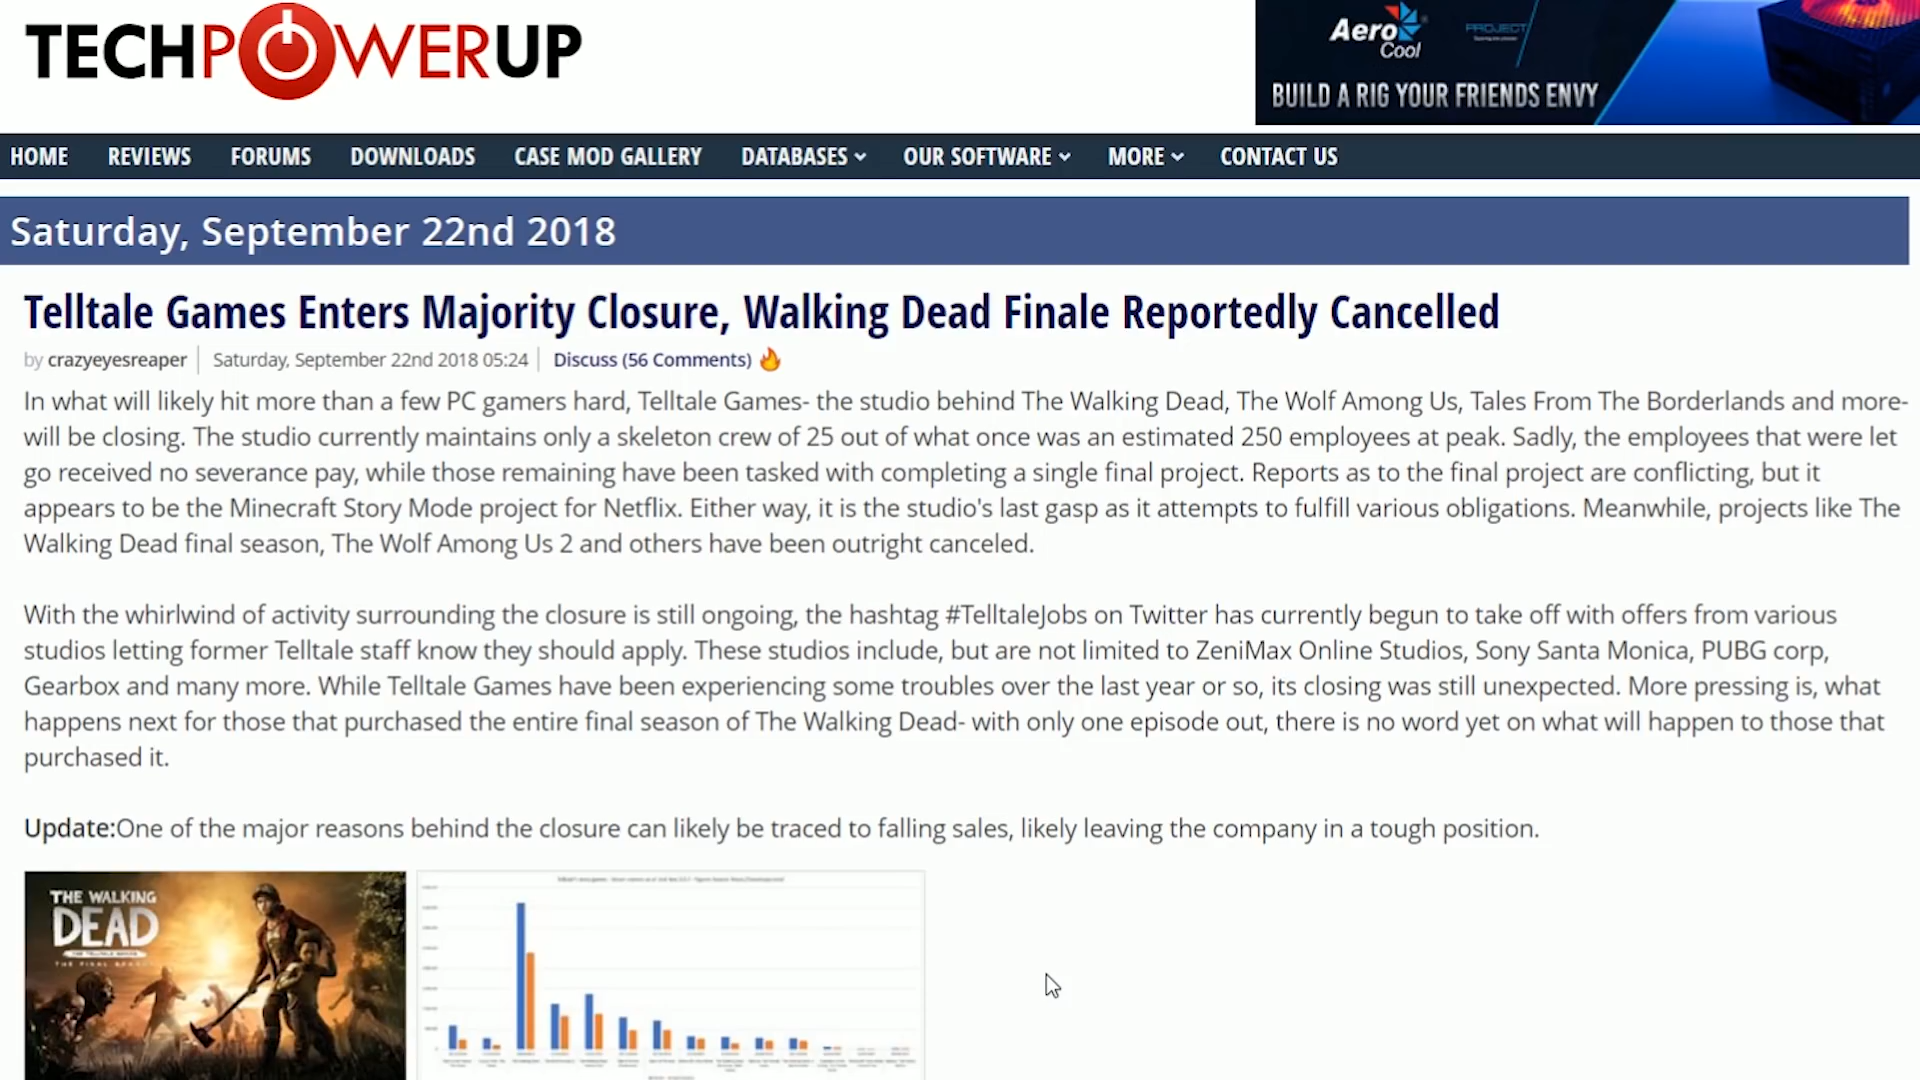 TECHPOWERUP
Aero Cool
PROJECT
BUILD A RIG YOUR FRIENDS ENVY
HOME REVIEWS FORUMS DOWNLOADS CASE MOD GALLERY DATABASES OUR SOFTWARE MORE CONTACT US
Saturday, September 22nd 2018
Telltale Games Enters Majority Closure, Walking Dead Finale Reportedly Cancelled
by crazyeyesreaper Saturday, September 22nd 2018 05:24 Discuss (56 Comments)
In what will likely hit more than a few PC gamers hard, Telltale Games- the studio behind The Walking Dead, The Wolf Among Us, Tales From The Borderlands and more-
will be closing. The studio currently maintains only a skeleton crew of 25 out of what once was an estimated 250 employees at peak. Sadly, the employees that were let
go received no severance pay, while those remaining have been tasked with completing a single final project. Reports as to the final project are conflicting, but it
appears to be the Minecraft Story Mode project for Netflix. Either way, it is the studio's last gasp as it attempts to fulfill various obligations. Meanwhile, projects like The
Walking Dead final season, The Wolf Among Us 2 and others have been outright canceled.
With the whirlwind of activity surrounding the closure is still ongoing, the hashtag #TelltaleJobs on Twitter has currently begun to take off with offers from various
studios letting former Telltale staff know they should apply. These studios include, but are not limited to ZeniMax Online Studios, Sony Santa Monica, PUBG corp,
Gearbox and many more. While Telltale Games have been experiencing some troubles over the last year or so, its closing was still unexpected. More pressing is, what
happens next for those that purchased the entire final season of The Walking Dead- with only one episode out, there is no word yet on what will happen to those that
purchased it.
Update:One of the major reasons behind the closure can likely be traced to falling sales, likely leaving the company in a tough position.
THE WALKING
DEAD
THE TELLTALE SERIES
THE FINAL SEASON